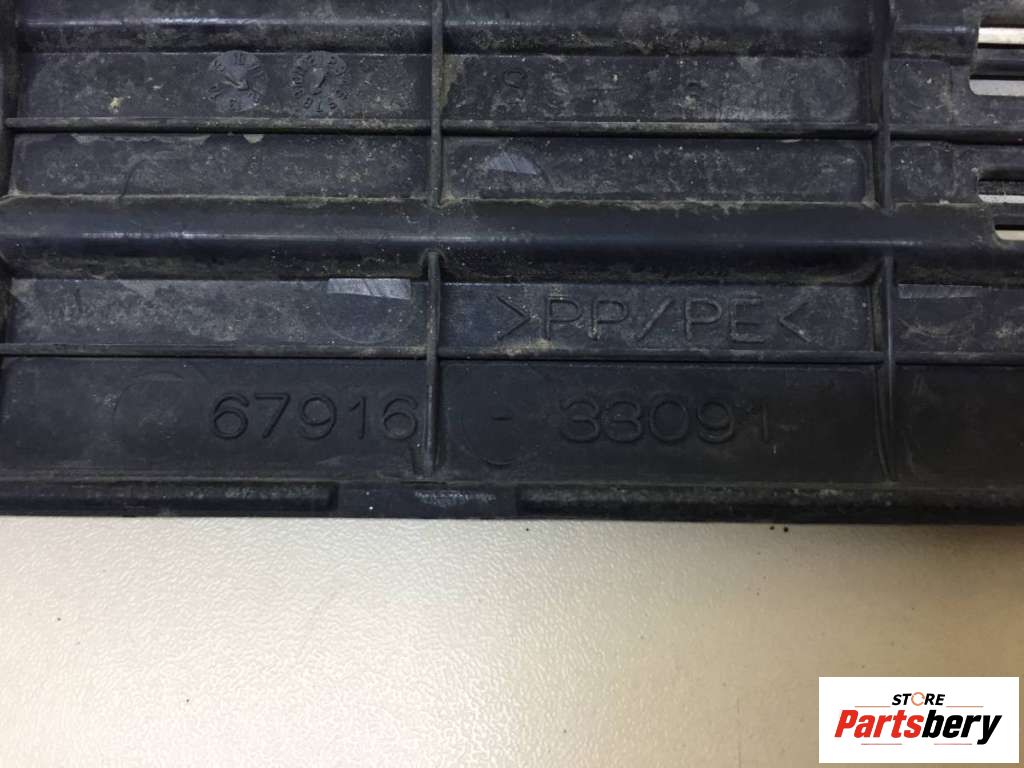 >PP/PE<
67916 - 33091
STORE
Partsbery